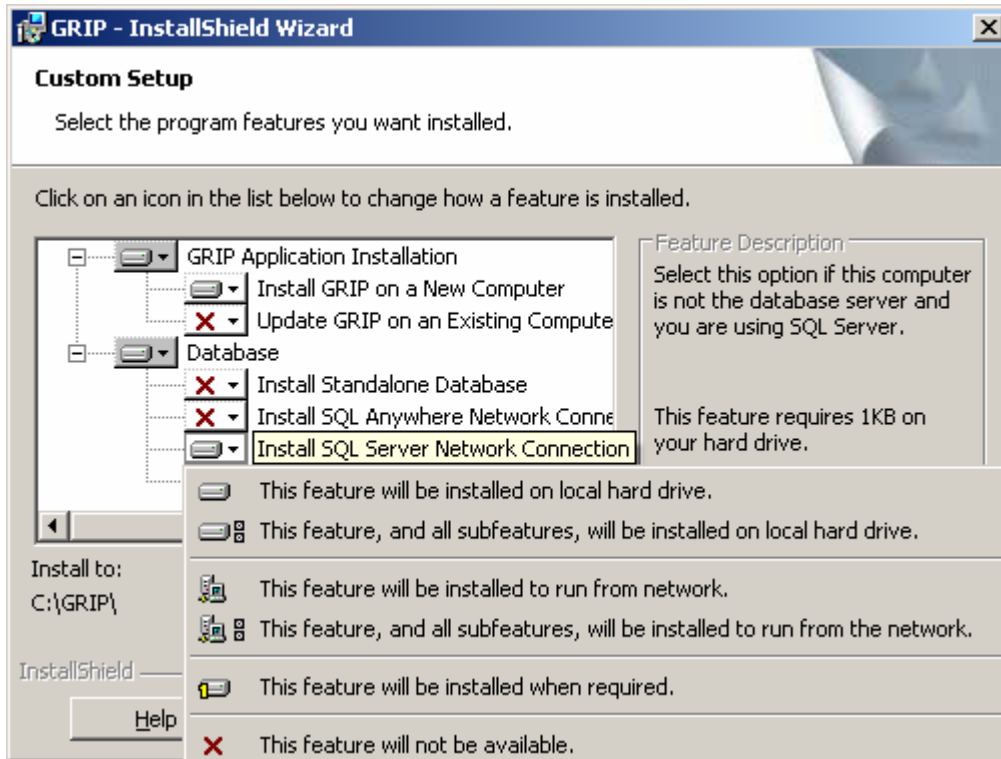 GRIP - InstallShield Wizard
Custom Setup
Select the program features you want installed.
Click on an icon in the list below to change how a feature is installed.
GRIP Application Installation
Install GRIP on a New Computer
Update GRIP on an Existing Compute
Database
Install Standalone Database
Install SQL Anywhere Network Conne
Install SQL Server Network Connection
Feature Description
Select this option if this computer
is not the database server and
you are using SQL Server.
This feature requires 1KB on
your hard drive.
This feature will be installed on local hard drive.
This feature, and all subfeatures, will be installed on local hard drive.
This feature will be installed to run from network.
This feature, and all subfeatures, will be installed to run from the network.
This feature will be installed when required.
This feature will not be available.
Install to:
C:\GRIP\
InstallShield
Help